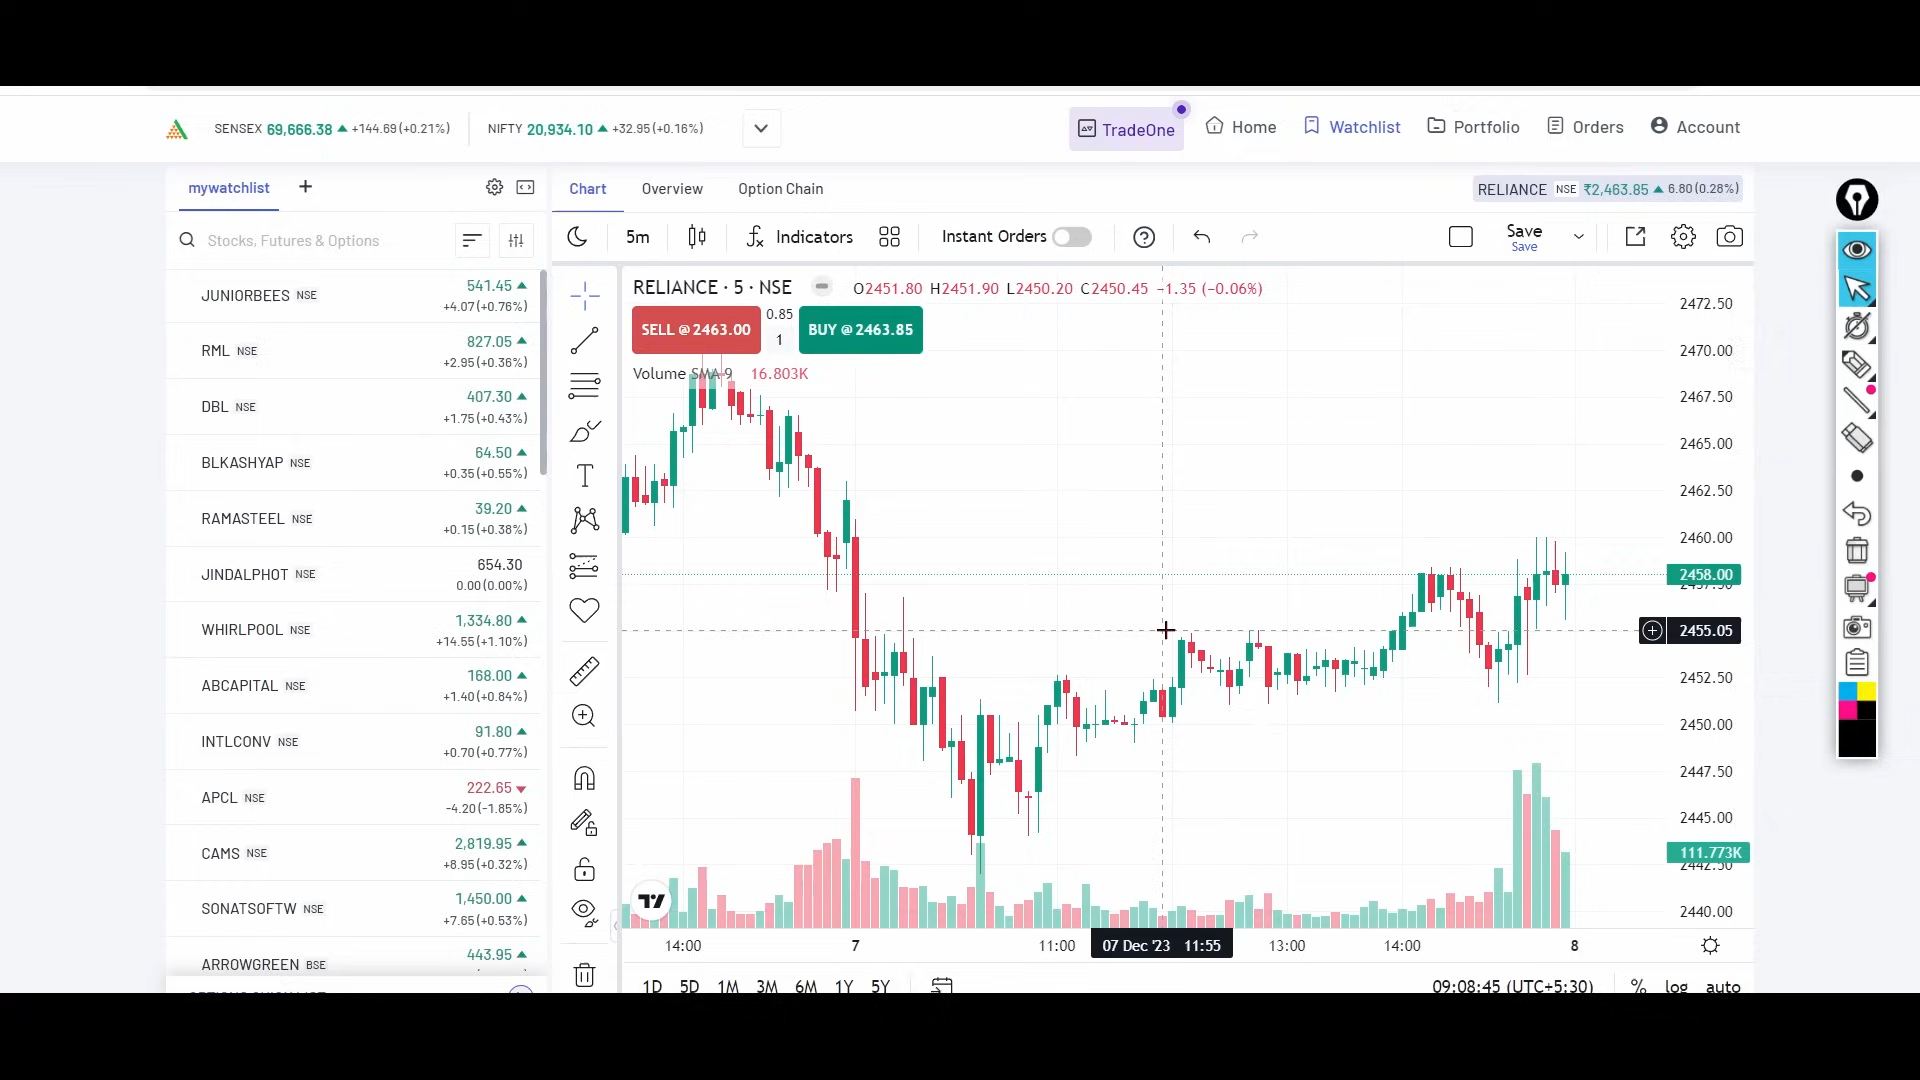 SENSEX 69,666.38 +144.69 (+0.21%) NIFTY 20,934.10 +32.95 (+0.16%) TradeOne Home Watchlist Portfolio Orders Account
mywatchlist + Chart Overview Option Chain RELIANCE NSE ₹2,463.85 6.80 (0.28%)
Stocks, Futures & Options 5m Indicators Instant Orders Save
Save
RELIANCE · 5 · NSE O2451.80 H2451.90 L2450.20 C2450.45 −1.35 (−0.06%)
SELL @ 2463.00 0.85 BUY @ 2463.85
1
Volume SMA 9 16.803K
JUNIORBEES NSE 541.45
+4.07 (+0.76%)
RML NSE 827.05
+2.95 (+0.36%)
DBL NSE 407.30
+1.75 (+0.43%)
BLKASHYAP NSE 64.50
+0.35 (+0.55%)
RAMASTEEL NSE 39.20
+0.15 (+0.38%)
JINDALPHOT NSE 654.30
0.00 (0.00%)
WHIRLPOOL NSE 1,334.80
+14.55 (+1.10%)
ABCAPITAL NSE 168.00
+1.40 (+0.84%)
INTLCONV NSE 91.80
+0.70 (+0.77%)
APCL NSE 222.65
-4.20 (-1.85%)
CAMS NSE 2,819.95
+8.95 (+0.32%)
SONATSOFTW NSE 1,450.00
+7.65 (+0.53%)
ARROWGREEN BSE 443.95
2472.50
2470.00
2467.50
2465.00
2462.50
2460.00
2458.00
2457.50
2455.05
2452.50
2450.00
2447.50
2445.00
111.773K
2442.50
2440.00
14:00 7 11:00 07 Dec '23 11:55 13:00 14:00 8
1D 5D 1M 3M 6M 1Y 5Y 09:08:45 (UTC+5:30) % log auto